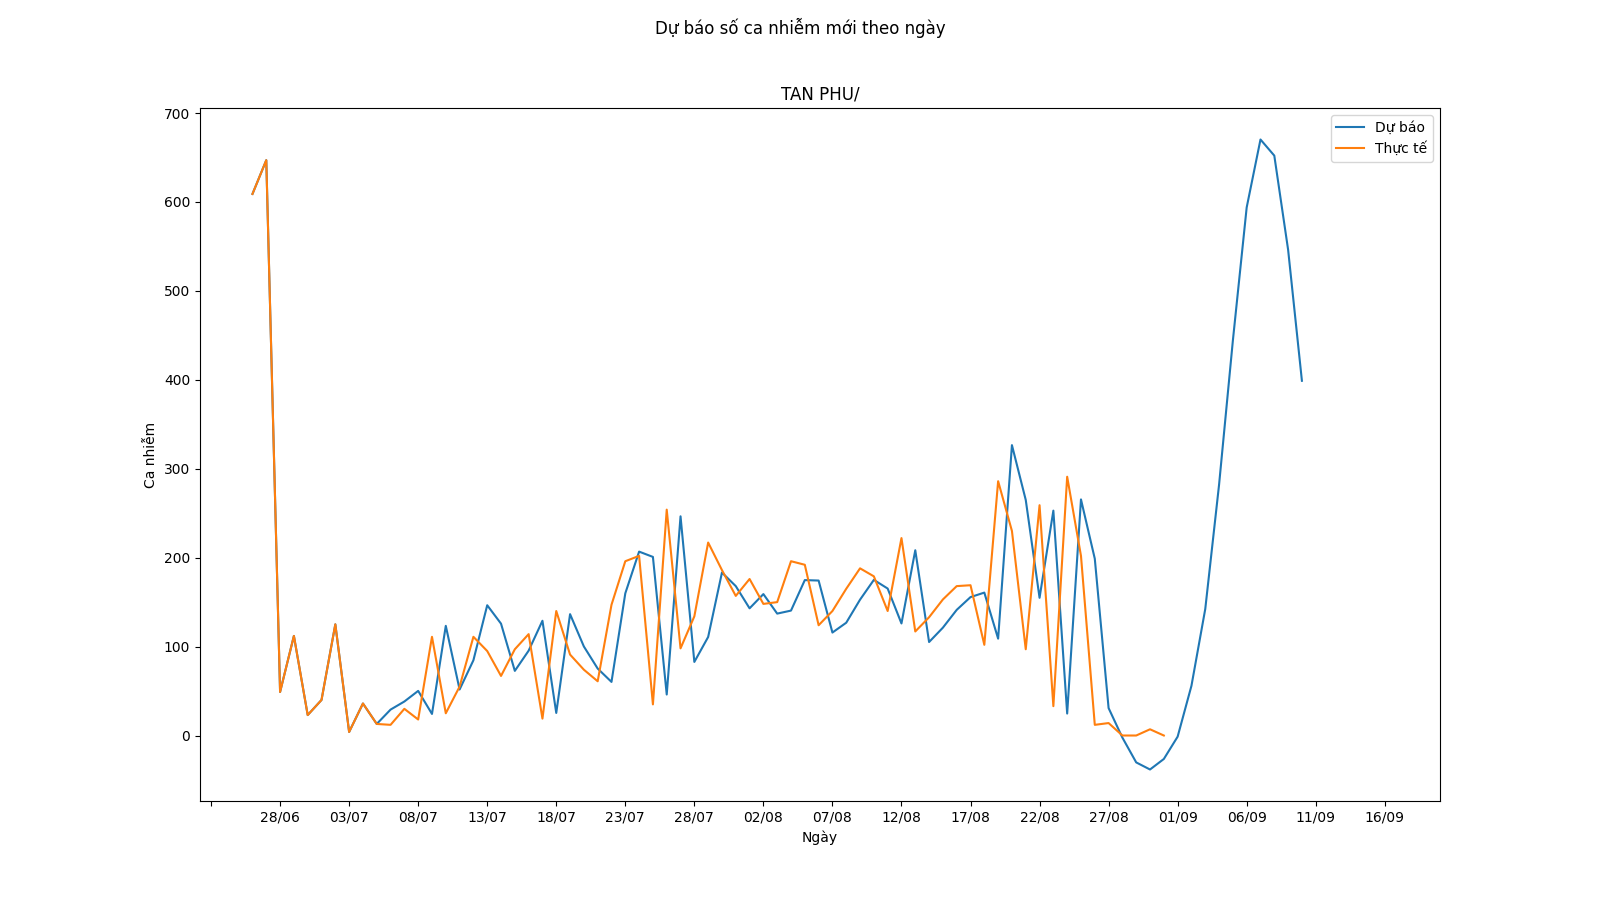 Dự báo số ca nhiễm mới theo ngày
TAN PHU/
700
600
500
400
300
200
100
0
Ca nhiễm
Dự báo
Thực tế
28/06 03/07 08/07 13/07 18/07 23/07 28/07 02/08 07/08 12/08 17/08 22/08 27/08 01/09 06/09 11/09 16/09
Ngày